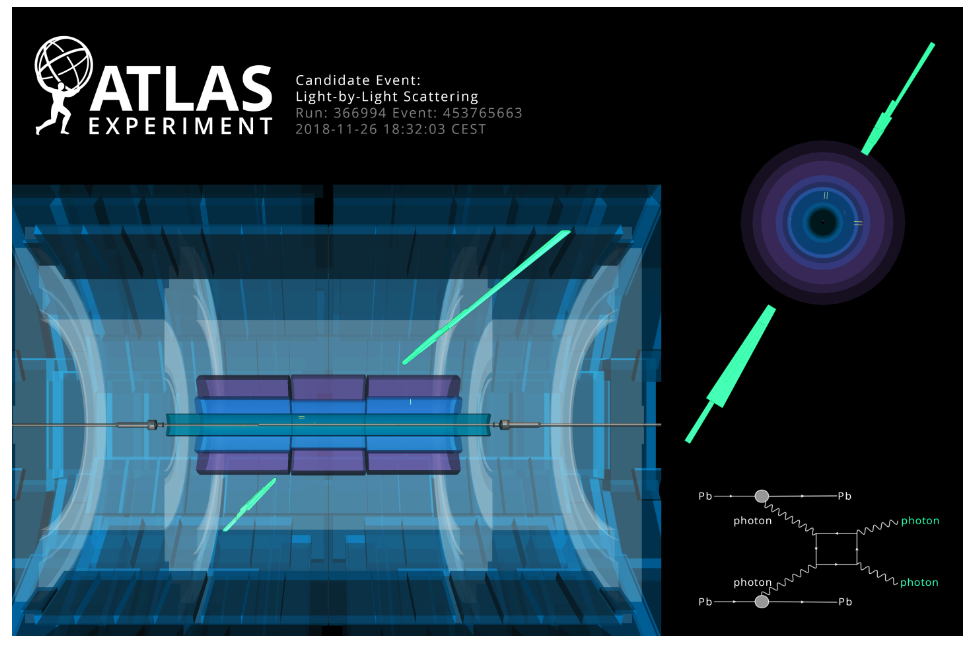 ATLAS
EXPERIMENT
Candidate Event:
Light-by-Light Scattering
Run: 366994 Event: 453765663
2018-11-26 18:32:03 CEST
Pb Pb
photon photon
photon photon
Pb Pb